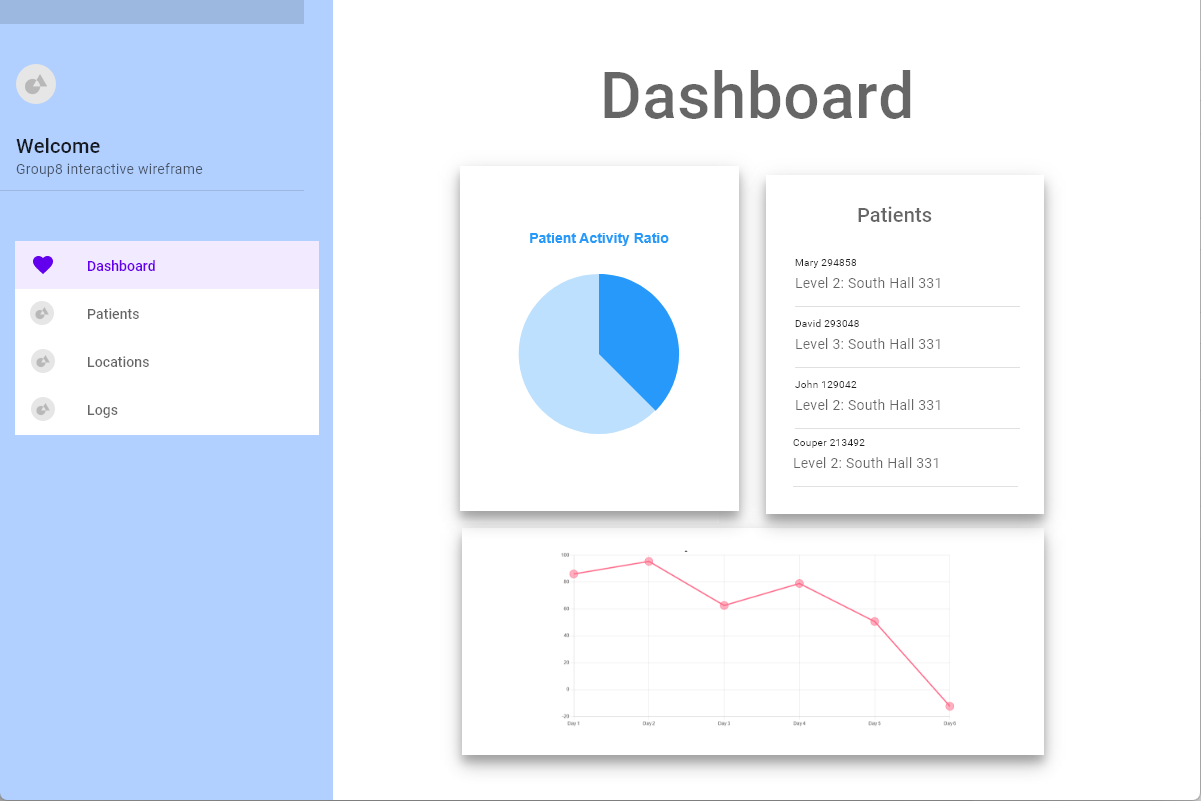 Welcome
Group8 interactive wireframe
Dashboard
Patients
Locations
Logs
Dashboard
Patient Activity Ratio
Patients
Mary 294858
Level 2: South Hall 331
David 293048
Level 3: South Hall 331
John 129042
Level 2: South Hall 331
Couper 213492
Level 2: South Hall 331
100
80
60
40
20
0
-20
Day 1
Day 2
Day 3
Day 4
Day 5
Day 6